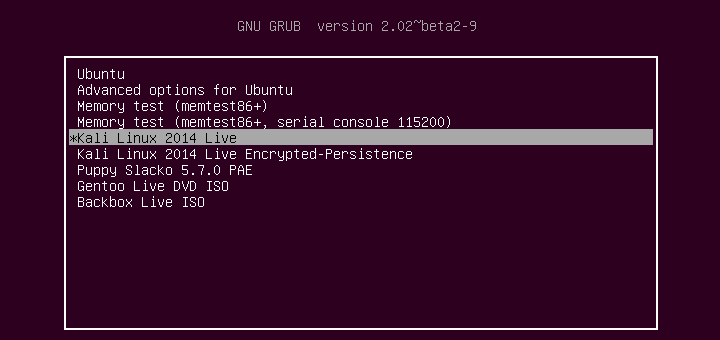 GNU GRUB version 2.02~beta2-9
Ubuntu
Advanced options for Ubuntu
Memory test (memtest86+)
Memory test (memtest86+, serial console 115200)
*Kali Linux 2014 Live
Kali Linux 2014 Live Encrypted-Persistence
Puppy Slacko 5.7.0 PAE
Gentoo Live DVD ISO
Backbox Live ISO